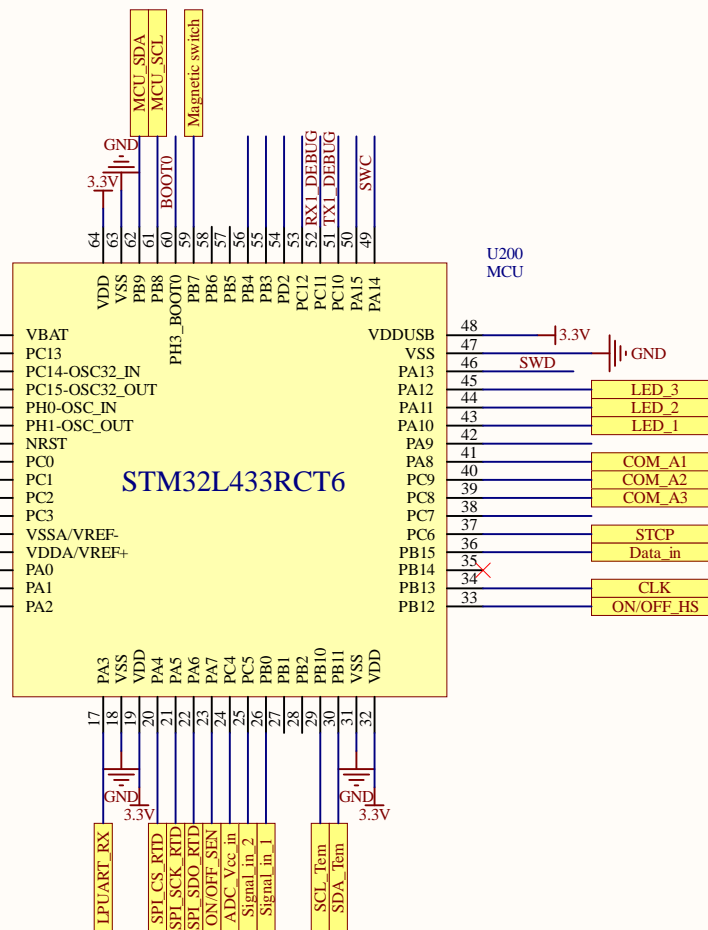 MCU_SDA
MCU_SCL
Magnetic switch
GND
3.3V
BOOT0
RX1_DEBUG
TX1_DEBUG
SWC
64
63
62
61
60
59
58
57
56
55
54
53
52
51
50
49
VDD
VSS
PB9
PB8
PH3_BOOT0
PB7
PB6
PB5
PB4
PB3
PD2
PC12
PC11
PC10
PA15
PA14
U200
MCU
VBAT
PC13
PC14-OSC32_IN
PC15-OSC32_OUT
PH0-OSC_IN
PH1-OSC_OUT
NRST
PC0
PC1
PC2
PC3
VSSA/VREF-
VDDA/VREF+
PA0
PA1
PA2
STM32L433RCT6
VDDUSB 48 3.3V
VSS 47 GND
PA13 46 SWD
PA12 45 LED_3
PA11 44 LED_2
PA10 43 LED_1
PA9 42
PA8 41 COM_A1
PC9 40 COM_A2
PC8 39 COM_A3
PC7 38
PC6 37 STCP
PB15 36 Data_in
PB14 35
PB13 34 CLK
PB12 33 ON/OFF_HS
PA3
VSS
VDD
PA4
PA5
PA6
PA7
PC4
PC5
PB0
PB1
PB2
PB10
PB11
VSS
VDD
17
18
19
20
21
22
23
24
25
26
27
28
29
30
31
32
GND
3.3V
GND
3.3V
LPUART_RX
SPI_CS_RTD
SPI_SCK_RTD
SPI_SDO_RTD
ON/OFF_SEN
ADC_Vcc_in
Signal_in_2
Signal_in_1
SCL_Tem
SDA_Tem